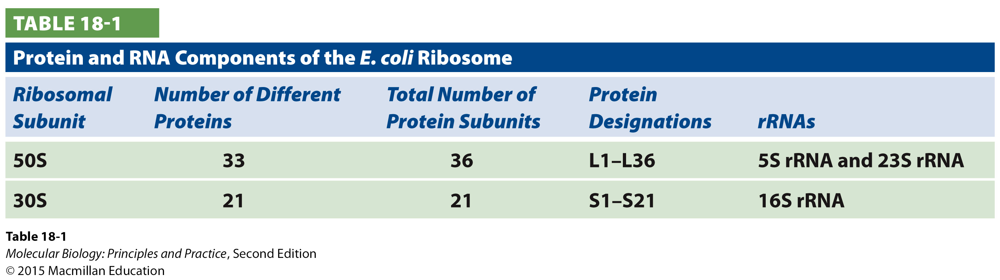 TABLE 18-1
Protein and RNA Components of the E. coli Ribosome
Ribosomal Subunit Number of Different Proteins Total Number of Protein Subunits Protein Designations rRNAs
50S 33 36 L1–L36 5S rRNA and 23S rRNA
30S 21 21 S1–S21 16S rRNA
Table 18-1
Molecular Biology: Principles and Practice, Second Edition
© 2015 Macmillan Education